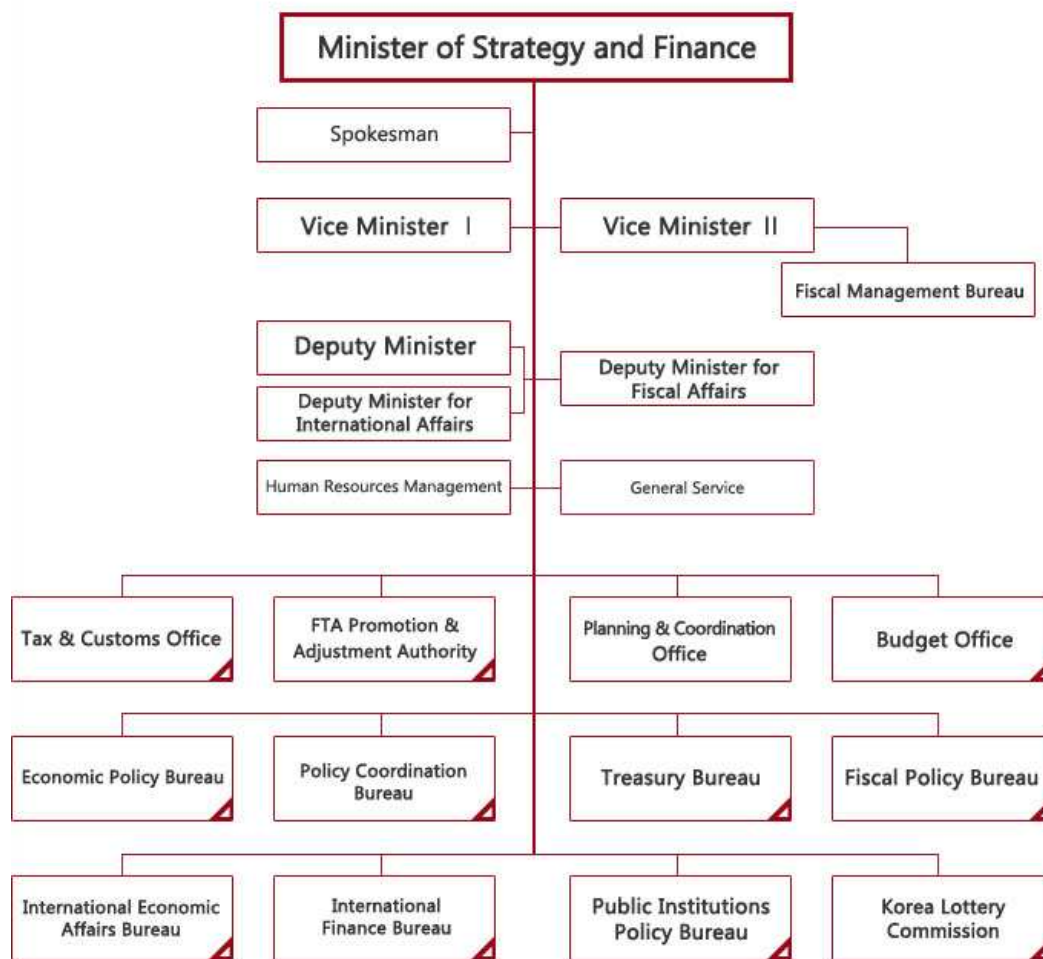 Minister of Strategy and Finance
Spokesman
Vice Minister Ⅰ
Vice Minister Ⅱ
Fiscal Management Bureau
Deputy Minister
Deputy Minister for
International Affairs
Deputy Minister for
Fiscal Affairs
Human Resources Management
General Service
Tax & Customs Office
FTA Promotion &
Adjustment Authority
Planning & Coordination
Office
Budget Office
Economic Policy Bureau
Policy Coordination
Bureau
Treasury Bureau
Fiscal Policy Bureau
International Economic
Affairs Bureau
International
Finance Bureau
Public Institutions
Policy Bureau
Korea Lottery
Commission